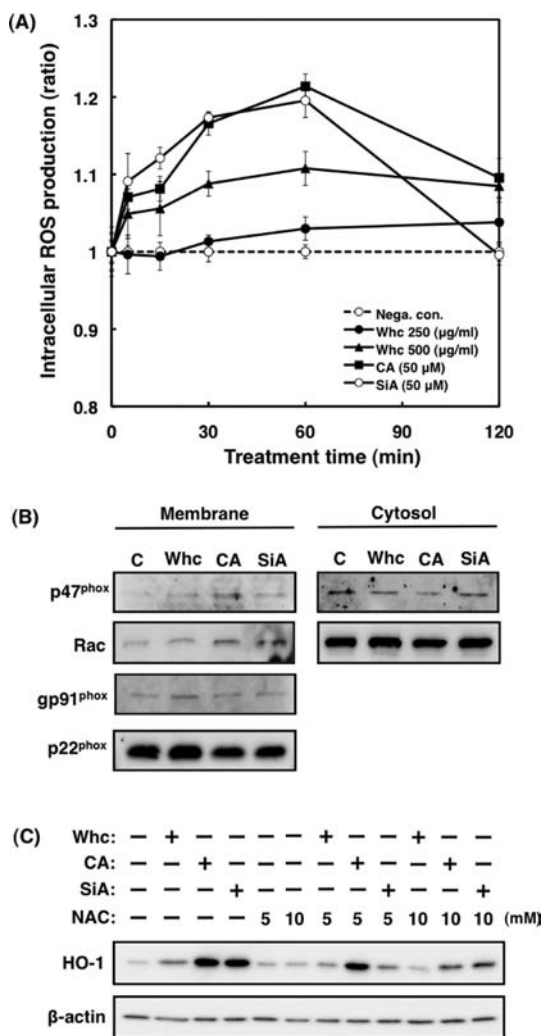 (A)
1.3
1.2
1.1
1
0.9
0.8
Intracellular ROS production (ratio)
Nega. con.
Whc 250 (μg/ml)
Whc 500 (μg/ml)
CA (50 μM)
SiA (50 μM)
0 30 60 90 120
Treatment time (min)
(B)
Membrane Cytosol
C Whc CA SiA C Whc CA SiA
p47phox
Rac
gp91phox
p22phox
(C)
Whc: – + – – – – + – – + – –
CA: – – + – – – – + – – + –
SiA: – – – + – – – – + – – +
NAC: – – – – 5 10 5 5 5 10 10 10 (mM)
HO-1
β-actin